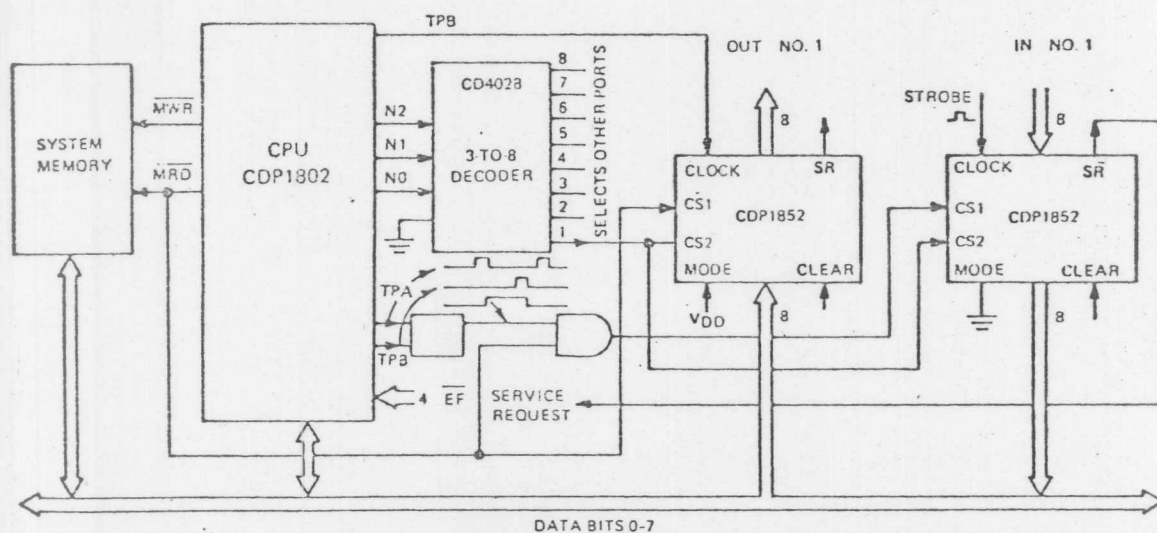 TPB
OUT NO. 1
IN NO. 1
8
7
6
5
4
3
2
1
SELECTS OTHER PORTS
CD4028
3-TO-8
DECODER
N2
N1
N0
MWR
MRD
SYSTEM
MEMORY
CPU
CDP1802
STROBE
8
8
CLOCK
SR
CS1
CDP1852
CS2
MODE
CLEAR
VDD
8
CLOCK
SR
CS1
CDP1852
CS2
MODE
CLEAR
8
TPA
TPB
4 EF
SERVICE
REQUEST
DATA BITS 0-7